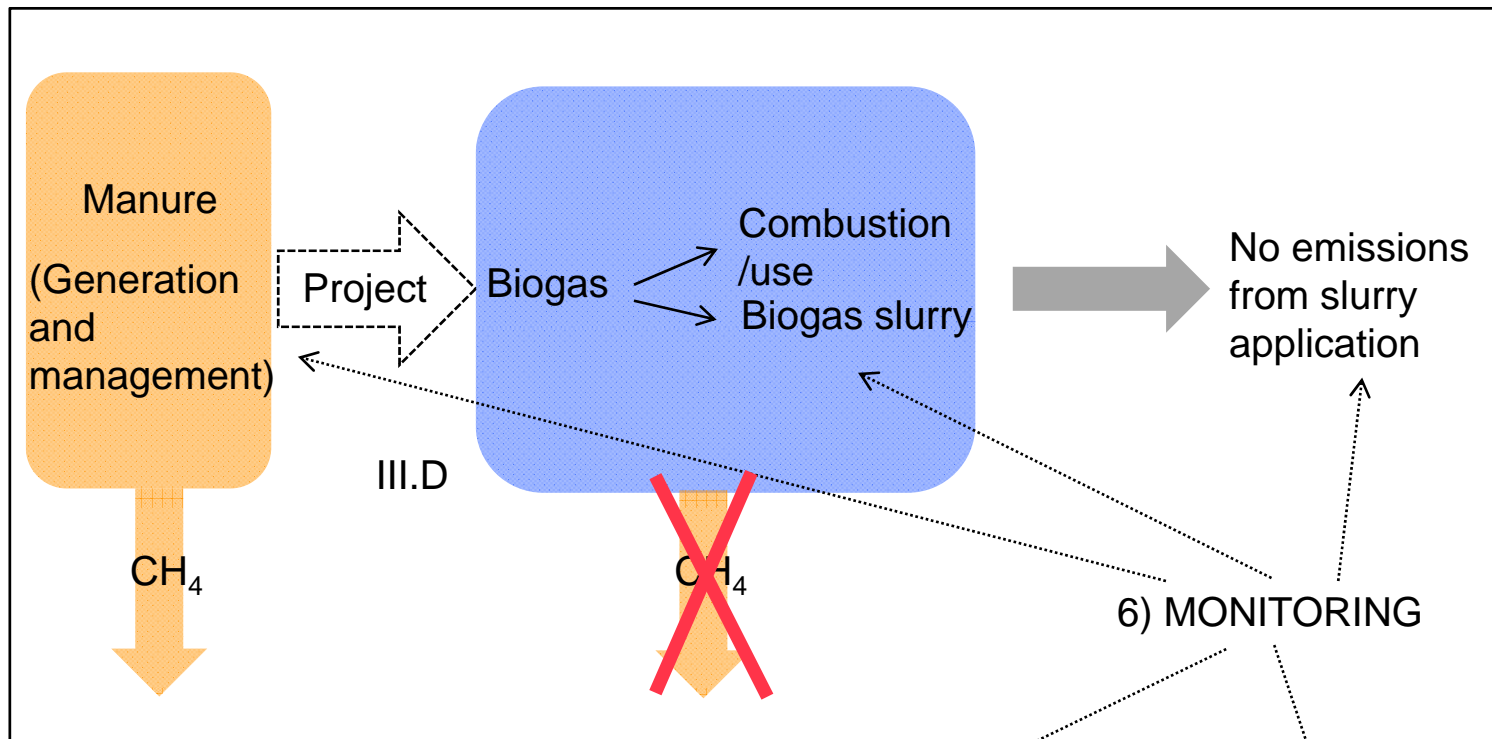 Manure
(Generation
and
management)
Project
Biogas
Combustion
/use
Biogas slurry
No emissions
from slurry
application
III.D
CH₄
CH₄
6) MONITORING